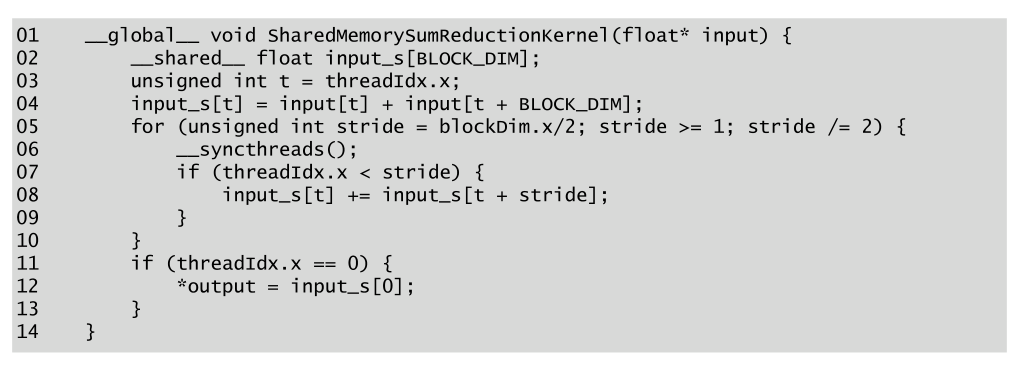 01 __global__ void SharedMemorySumReductionKernel(float* input) {
02 __shared__ float input_s[BLOCK_DIM];
03 unsigned int t = threadIdx.x;
04 input_s[t] = input[t] + input[t + BLOCK_DIM];
05 for (unsigned int stride = blockDim.x/2; stride >= 1; stride /= 2) {
06 __syncthreads();
07 if (threadIdx.x < stride) {
08 input_s[t] += input_s[t + stride];
09 }
10 }
11 if (threadIdx.x == 0) {
12 *output = input_s[0];
13 }
14 }